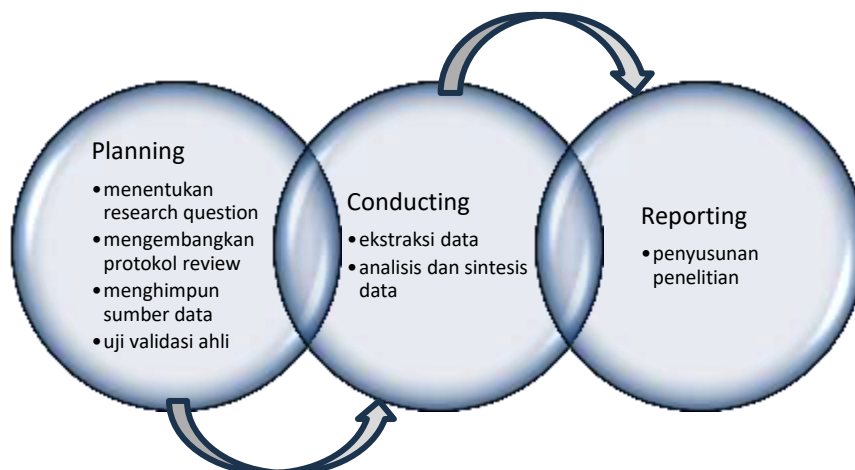 Planning
•menentukan
research question
•mengembangkan
protokol review
•menghimpun
sumber data
•uji validasi ahli
Conducting
•ekstraksi data
•analisis dan sintesis
data
Reporting
•penyusunan
penelitian